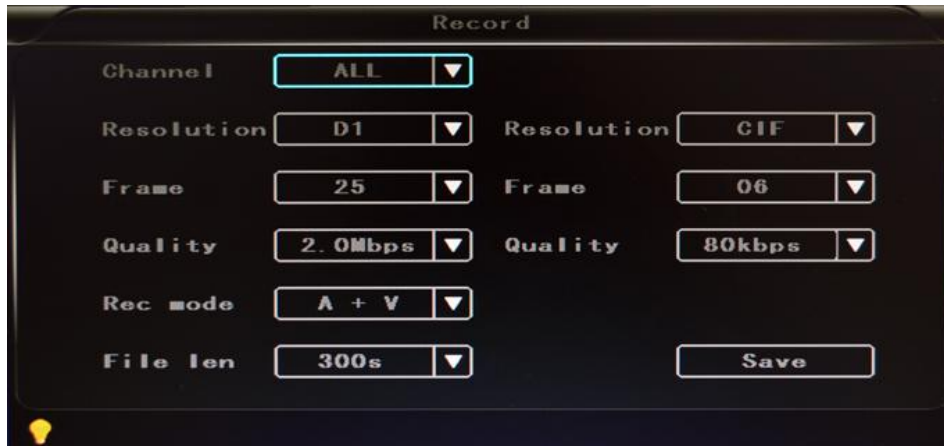 Record
Channel ALL
Resolution D1 Resolution CIF
Frame 25 Frame 06
Quality 2.0Mbps Quality 80kbps
Rec mode A + V
File len 300s Save